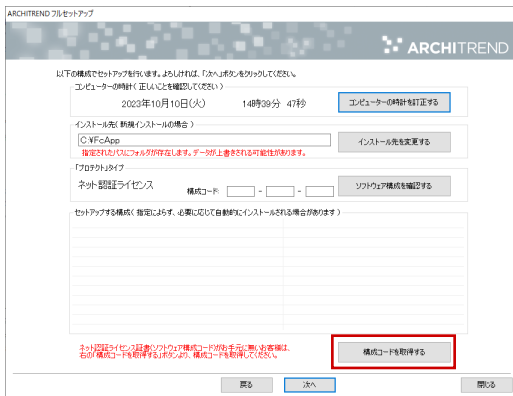 ARCHITREND フルセットアップ
ARCHITREND
以下の構成でセットアップを行います。よろしければ、「次へ」ボタンをクリックしてください。
コンピューターの時計( 正しいことを確認してください )
2023年10月10日(火) 14時39分 47秒
コンピューターの時計を訂正する
インストール先( 新規インストールの場合 )
C:¥FcApp
インストール先を変更する
指定されたパスにフォルダが存在します。データが上書きされる可能性があります。
「プロテクト」タイプ
ネット認証ライセンス
構成コード: - -
ソフトウェア構成を確認する
セットアップする構成( 指定によらず、必要に応じて自動的にインストールされる場合があります )
ネット認証ライセンス証書(ソフトウェア構成コード)がお手元に無いお客様は、
右の「構成コードを取得する」ボタンより、構成コードを取得してください。
構成コードを取得する
戻る 次へ 閉じる